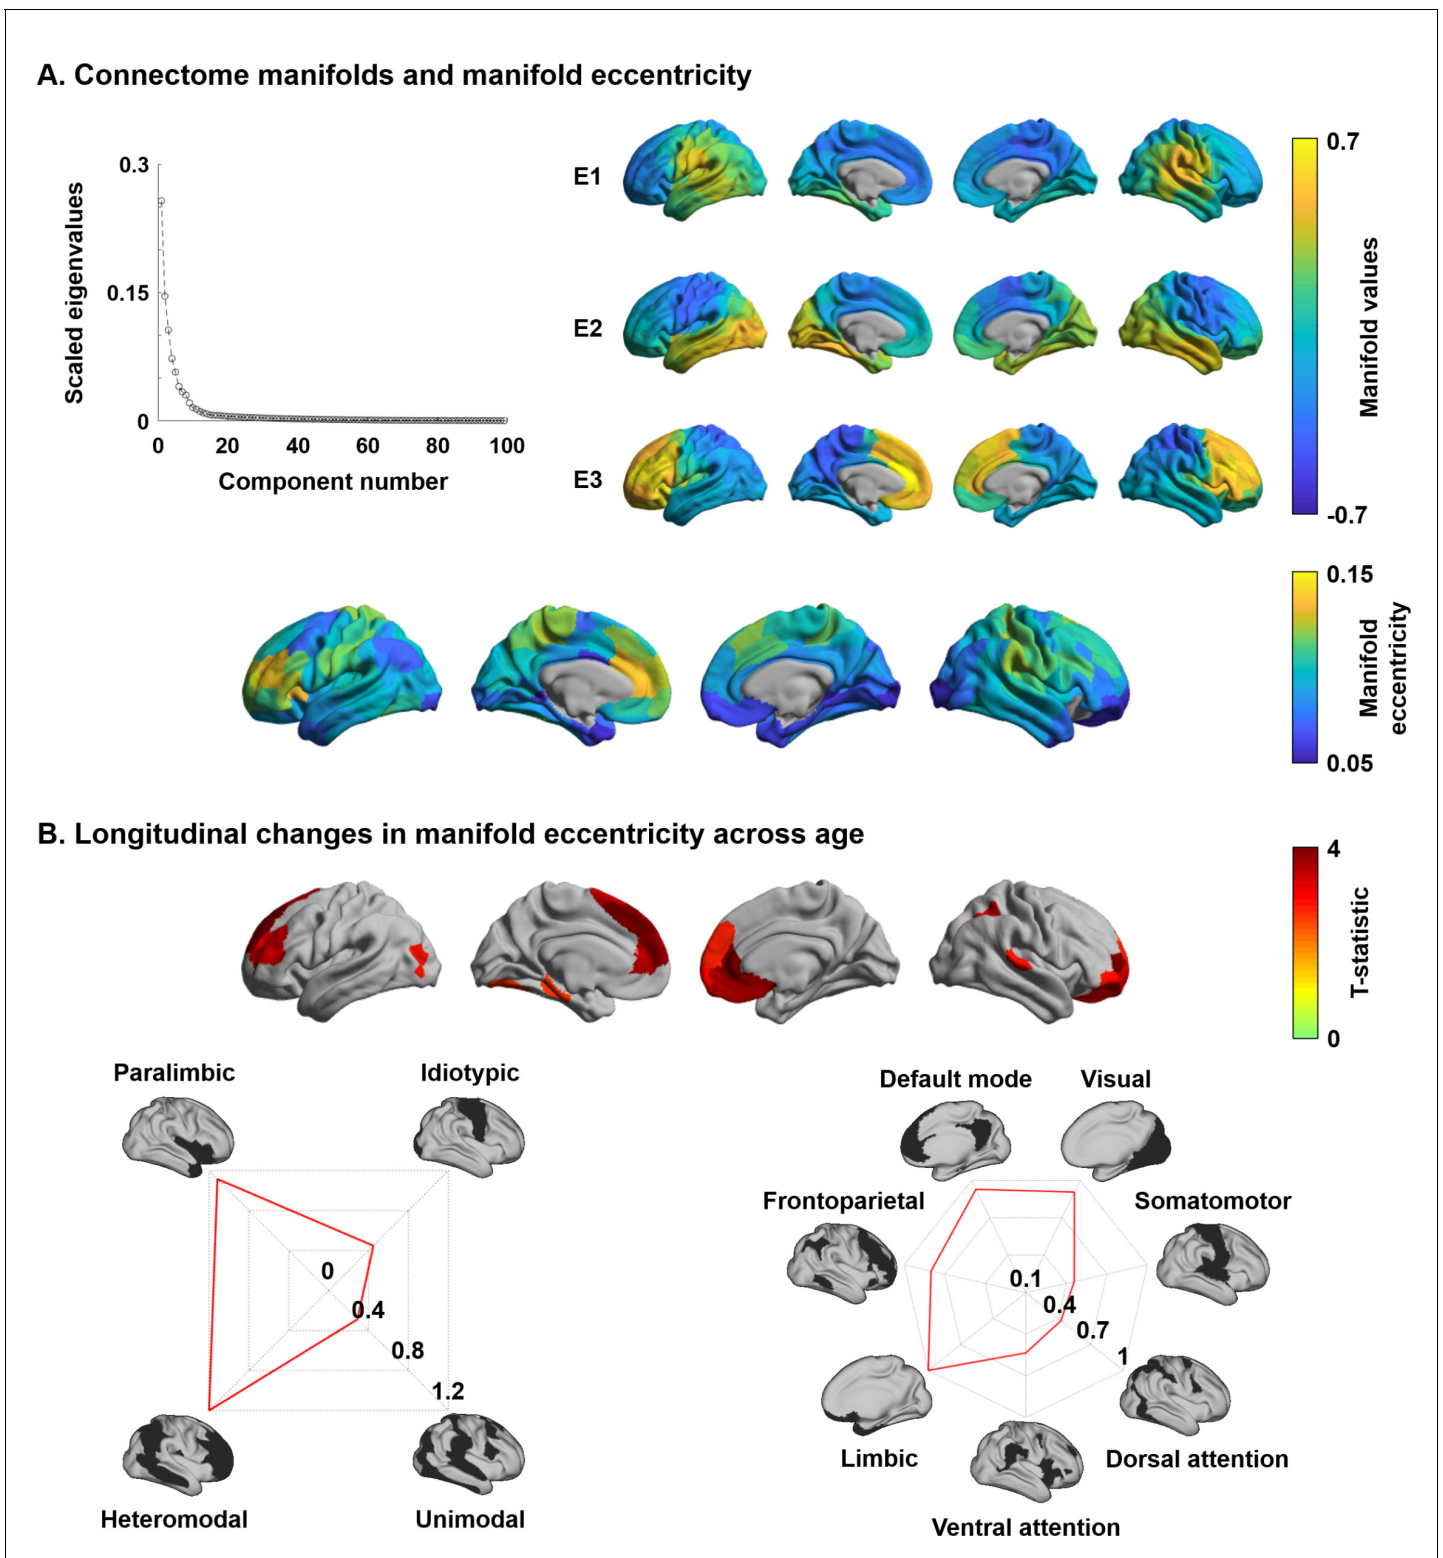 A. Connectome manifolds and manifold eccentricity
0.3
0.15
0
Scaled eigenvalues
0 20 40 60 80 100
Component number
E1
E2
E3
0.7
Manifold values
-0.7
0.15
Manifold
eccentricity
0.05
B. Longitudinal changes in manifold eccentricity across age
4
T-statistic
0
Paralimbic
Idiotypic
0
0.4
0.8
1.2
Heteromodal
Unimodal
Default mode
Visual
Frontoparietal
Somatomotor
0.1
0.4
0.7
1
Limbic
Dorsal attention
Ventral attention